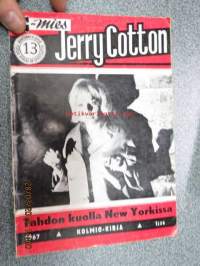 -mies
13
Jerry Cotton
Tahdon kuolla New Yorkissa
1967 ▲ KOLMIO-KIRJA ▲